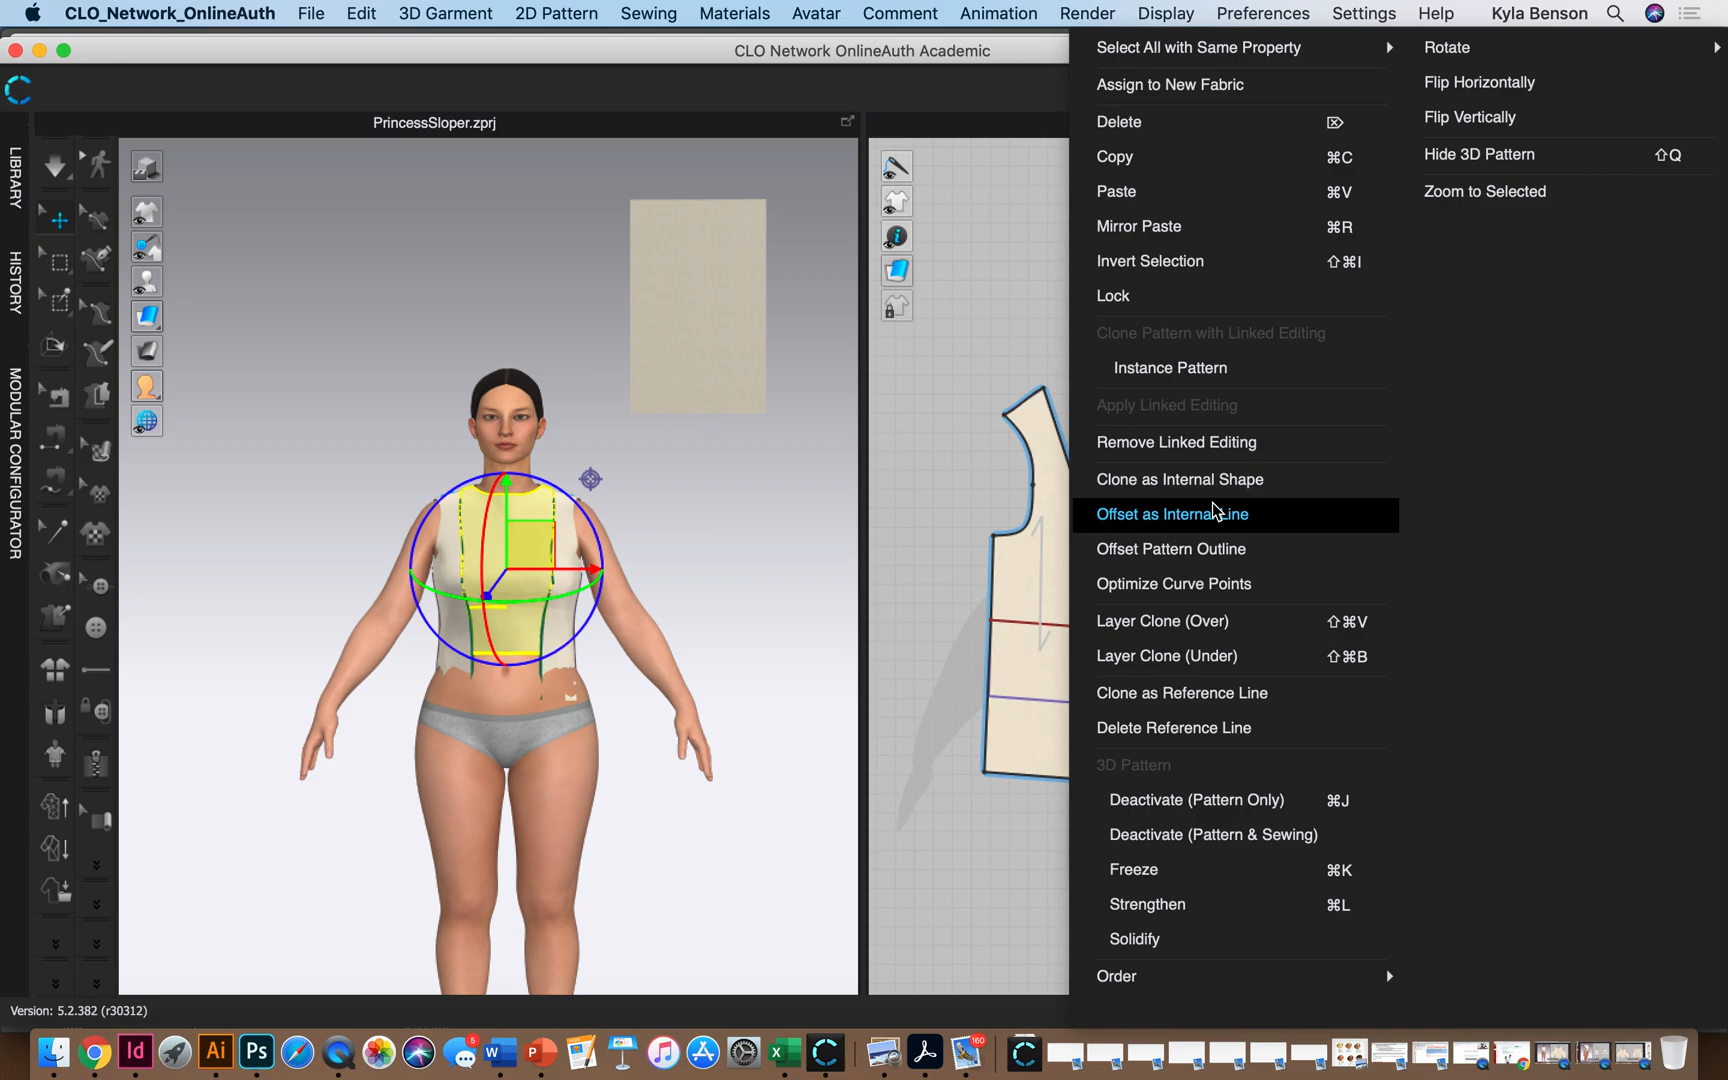 CLO_Network_OnlineAuth File Edit 3D Garment 2D Pattern Sewing Materials Avatar Comment Animation Render Display Preferences Settings Help Kyla Benson
CLO Network OnlineAuth Academic
PrincessSloper.zprj
LIBRARY
HISTORY
MODULAR CONFIGURATOR
Select All with Same Property
Assign to New Fabric
Delete ⌦
Copy ⌘C
Paste ⌘V
Mirror Paste ⌘R
Invert Selection ⇧⌘I
Lock
Clone Pattern with Linked Editing
Instance Pattern
Apply Linked Editing
Remove Linked Editing
Clone as Internal Shape
Offset as Internal Line
Offset Pattern Outline
Optimize Curve Points
Layer Clone (Over) ⇧⌘V
Layer Clone (Under) ⇧⌘B
Clone as Reference Line
Delete Reference Line
3D Pattern
Deactivate (Pattern Only) ⌘J
Deactivate (Pattern & Sewing)
Freeze ⌘K
Strengthen ⌘L
Solidify
Order
Rotate
Flip Horizontally
Flip Vertically
Hide 3D Pattern ⇧Q
Zoom to Selected
Version: 5.2.382 (r30312)
Id
Ai
Ps
5
W
P
X
160